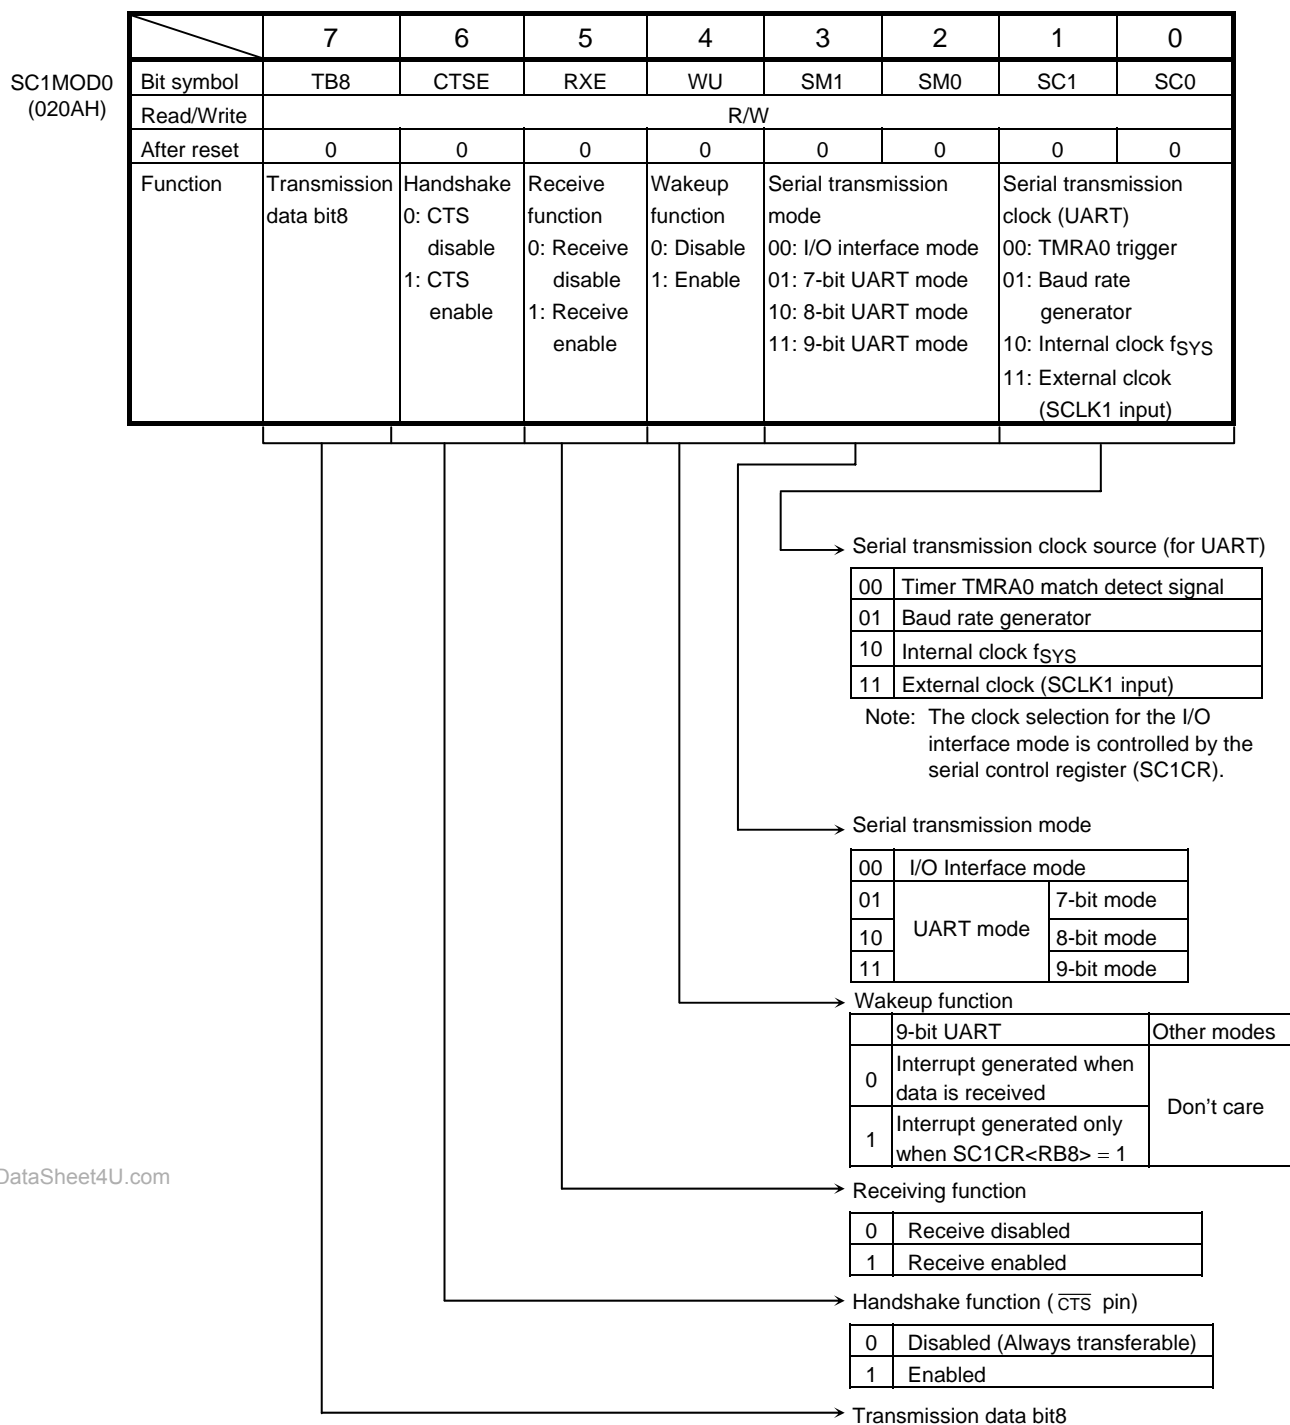 7 6 5 4 3 2 1 0
SC1MOD0 Bit symbol TB8 CTSE RXE WU SM1 SM0 SC1 SC0
(020AH) Read/Write R/W
After reset 0 0 0 0 0 0 0 0
Function Transmission Handshake Receive Wakeup Serial transmission Serial transmission
data bit8 0: CTS function function mode clock (UART)
disable 0: Receive 0: Disable 00: I/O interface mode 00: TMRA0 trigger
1: CTS disable 1: Enable 01: 7-bit UART mode 01: Baud rate
enable 1: Receive 10: 8-bit UART mode generator
enable 11: 9-bit UART mode 10: Internal clock fSYS
11: External clcok
(SCLK1 input)
Serial transmission clock source (for UART)
00 Timer TMRA0 match detect signal
01 Baud rate generator
10 Internal clock fSYS
11 External clock (SCLK1 input)
Note: The clock selection for the I/O
interface mode is controlled by the
serial control register (SC1CR).
Serial transmission mode
00 I/O Interface mode
01 7-bit mode
UART mode
10 8-bit mode
11 9-bit mode
Wakeup function
9-bit UART Other modes
0 Interrupt generated when
data is received
Don't care
1 Interrupt generated only
when SC1CR<RB8> = 1
DataSheet4U.com
Receiving function
0 Receive disabled
1 Receive enabled
Handshake function ( CTS pin)
0 Disabled (Always transferable)
1 Enabled
Transmission data bit8